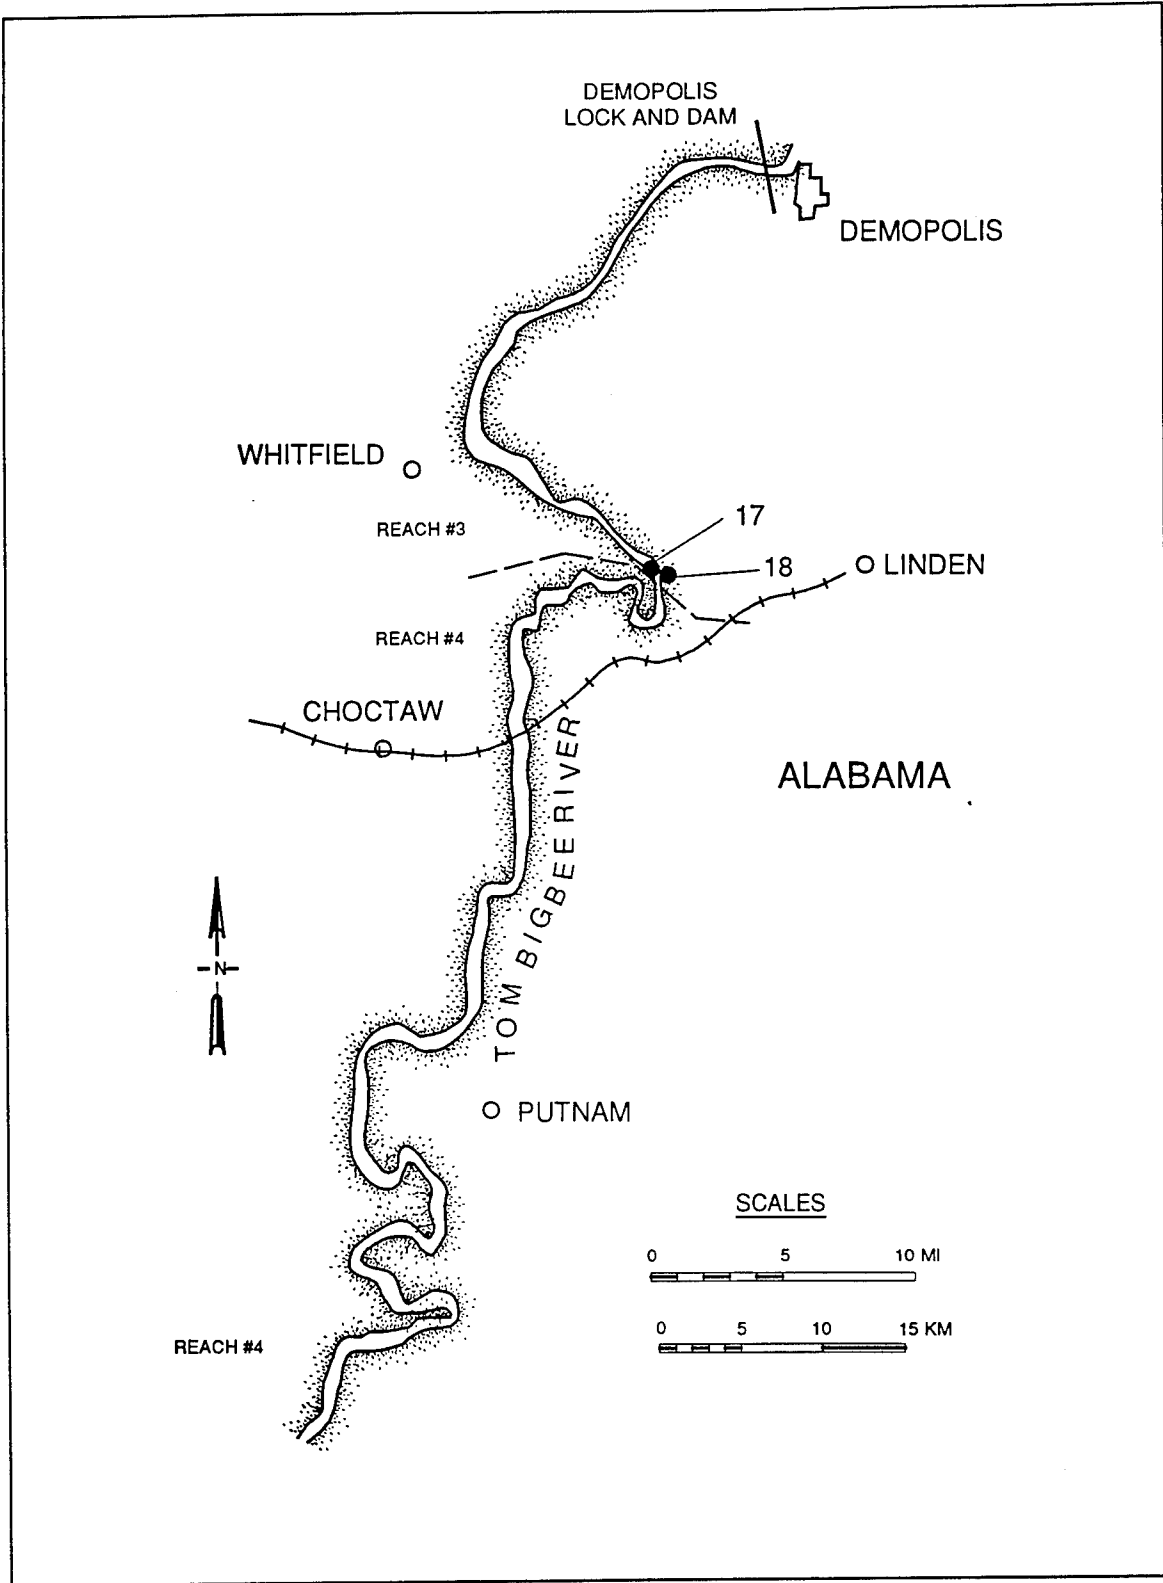 DEMOPOLIS
LOCK AND DAM
DEMOPOLIS
WHITFIELD
REACH #3
17
18
LINDEN
REACH #4
CHOCTAW
ALABAMA
TOM BIGBEE RIVER
N
PUTNAM
SCALES
0 5 10 MI
0 5 10 15 KM
REACH #4